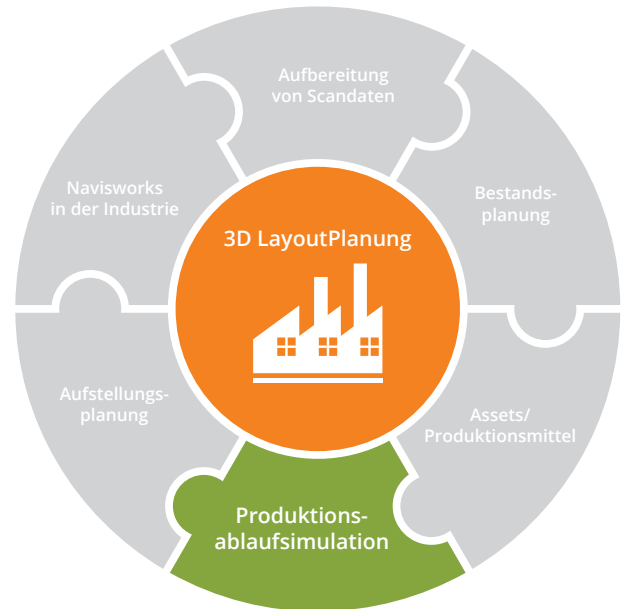 Aufbereitung
von Scandaten
Navisworks
in der Industrie
Bestands-
planung
3D LayoutPlanung
Aufstellungs-
planung
Assets/
Produktionsmittel
Produktions-
ablaufsimulation